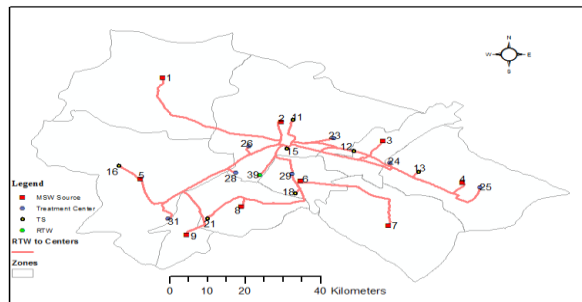 N
W E
S
1
2
11
3
23
12
15
26
24
13
16
5
28
39
29
6
4
25
18
8
21
31
9
7
Legend
MSW Source
Treatment Center
TS
RTW
RTW to Centers
Zones
0 10 20 40 Kilometers